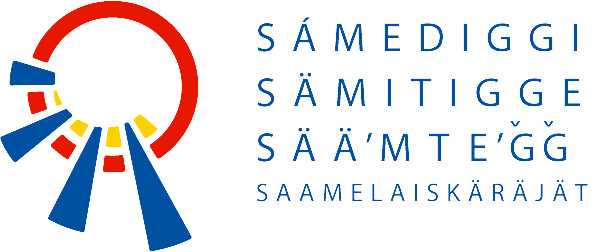 SÁMEDIGGI
SÄMITIGGE
SÄÄ’MTE’ǦǦ
SAAMELAISKÄRÄJÄT